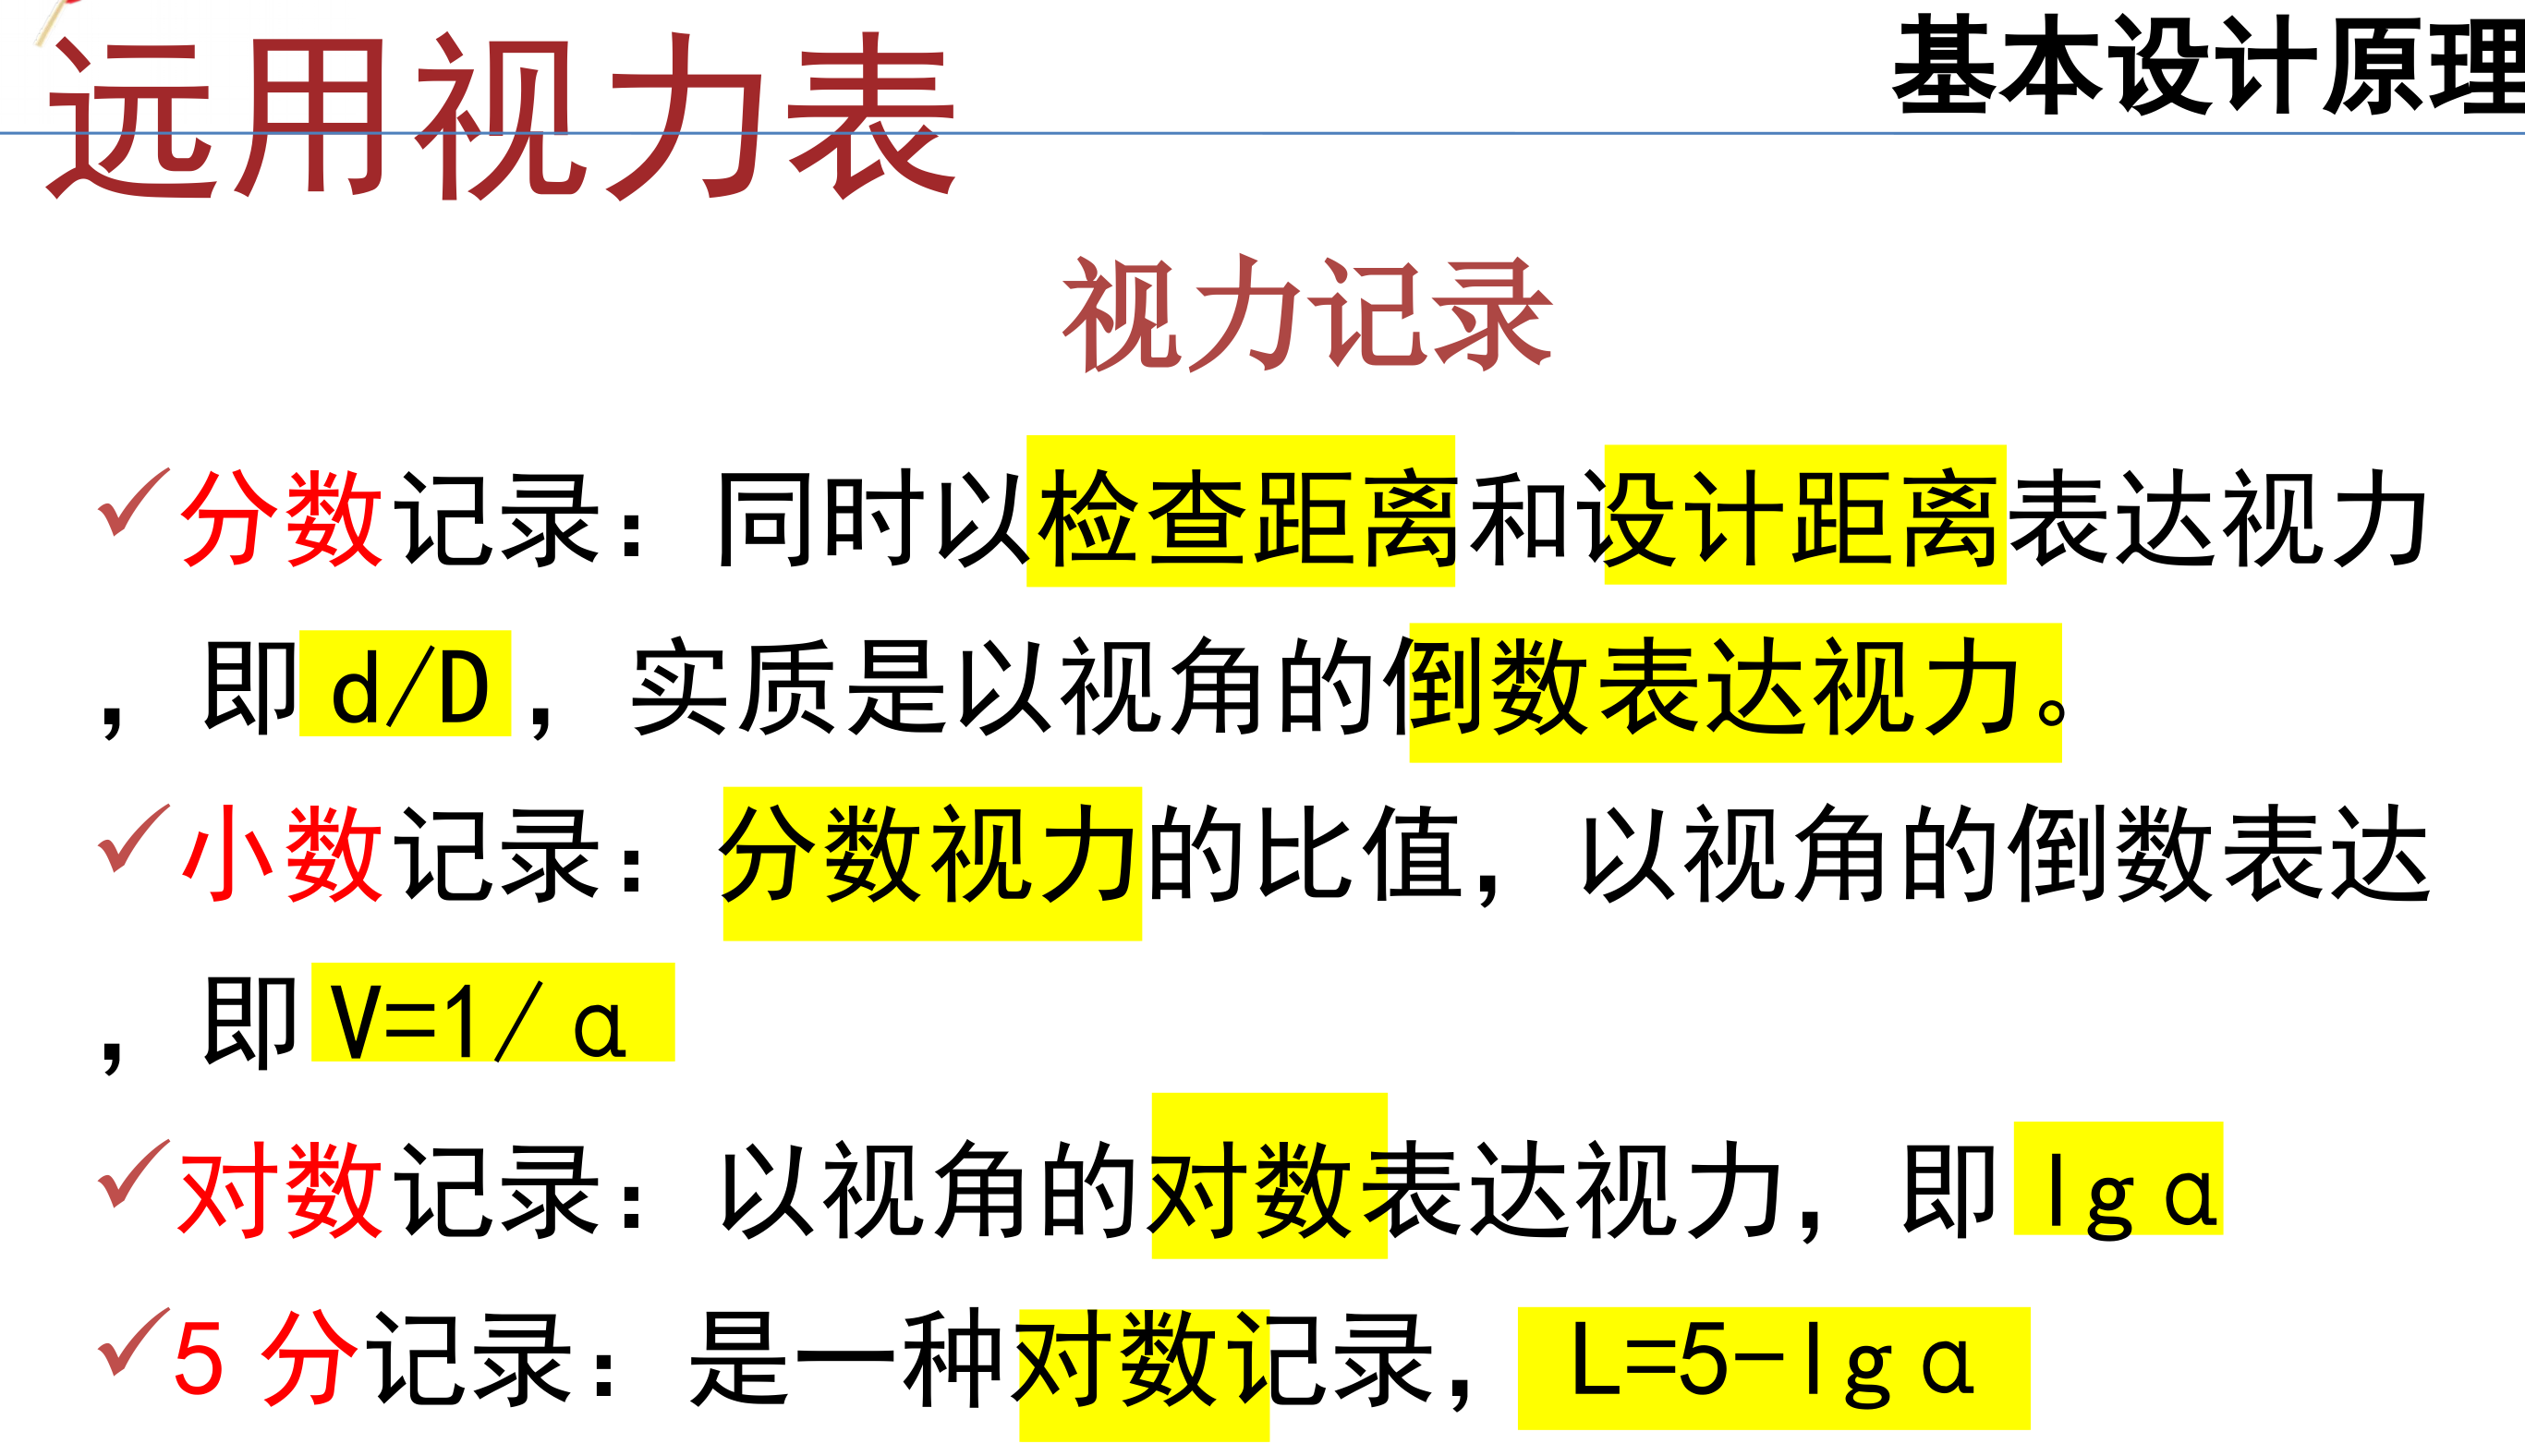 远用视力表
基本设计原理
视力记录
✓分数记录：同时以检查距离和设计距离表达视力
，即 d/D，实质是以视角的倒数表达视力。
✓小数记录：分数视力的比值，以视角的倒数表达
，即 V=1/α
✓对数记录：以视角的对数表达视力，即 lgα
✓5 分记录：是一种对数记录， L=5-lgα